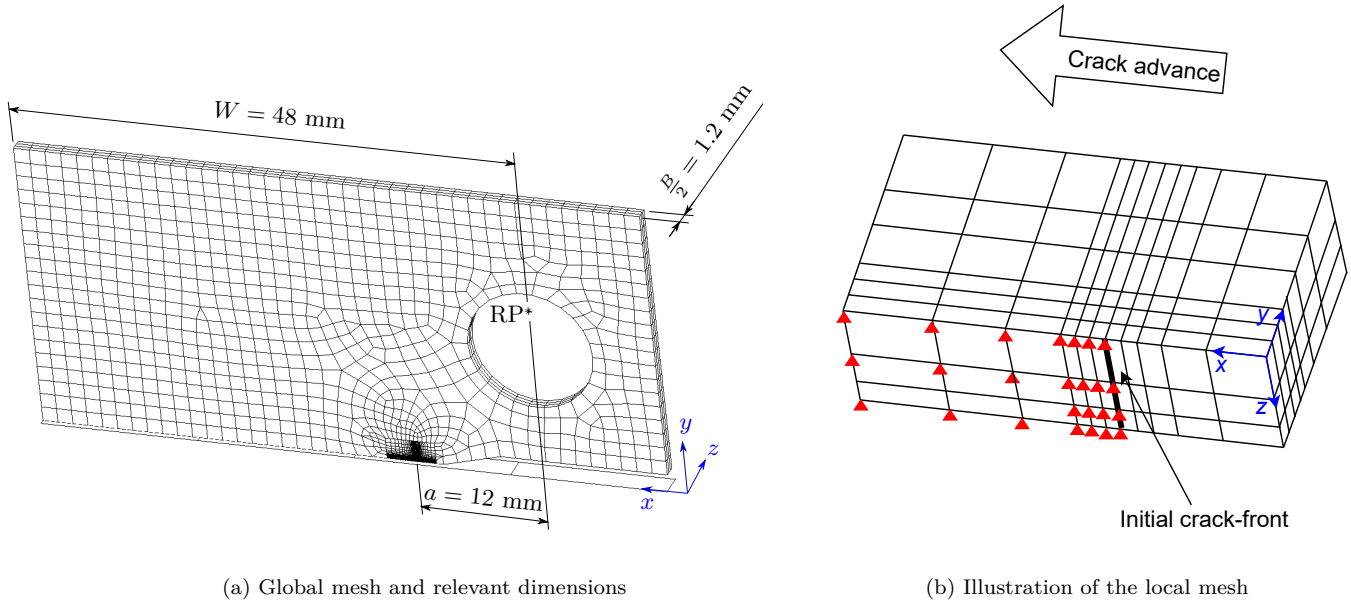 W = 48 mm
B/2 = 1.2 mm
RP*
y
z
x
a = 12 mm
(a) Global mesh and relevant dimensions
Crack advance
y
x
z
Initial crack-front
(b) Illustration of the local mesh